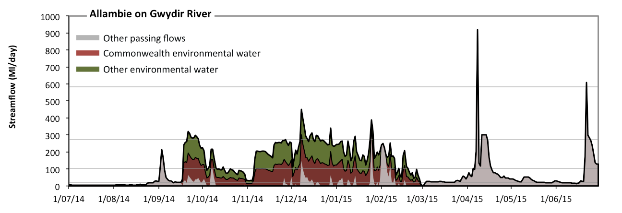 Allambie on Gwydir River
Other passing flows
Commonwealth environmental water
Other environmental water
Streamflow (Ml/day)
1000
900
800
700
600
500
400
300
200
100
0
1/07/14 1/08/14 1/09/14 1/10/14 1/11/14 1/12/14 1/01/15 1/02/15 1/03/15 1/04/15 1/05/15 1/06/15